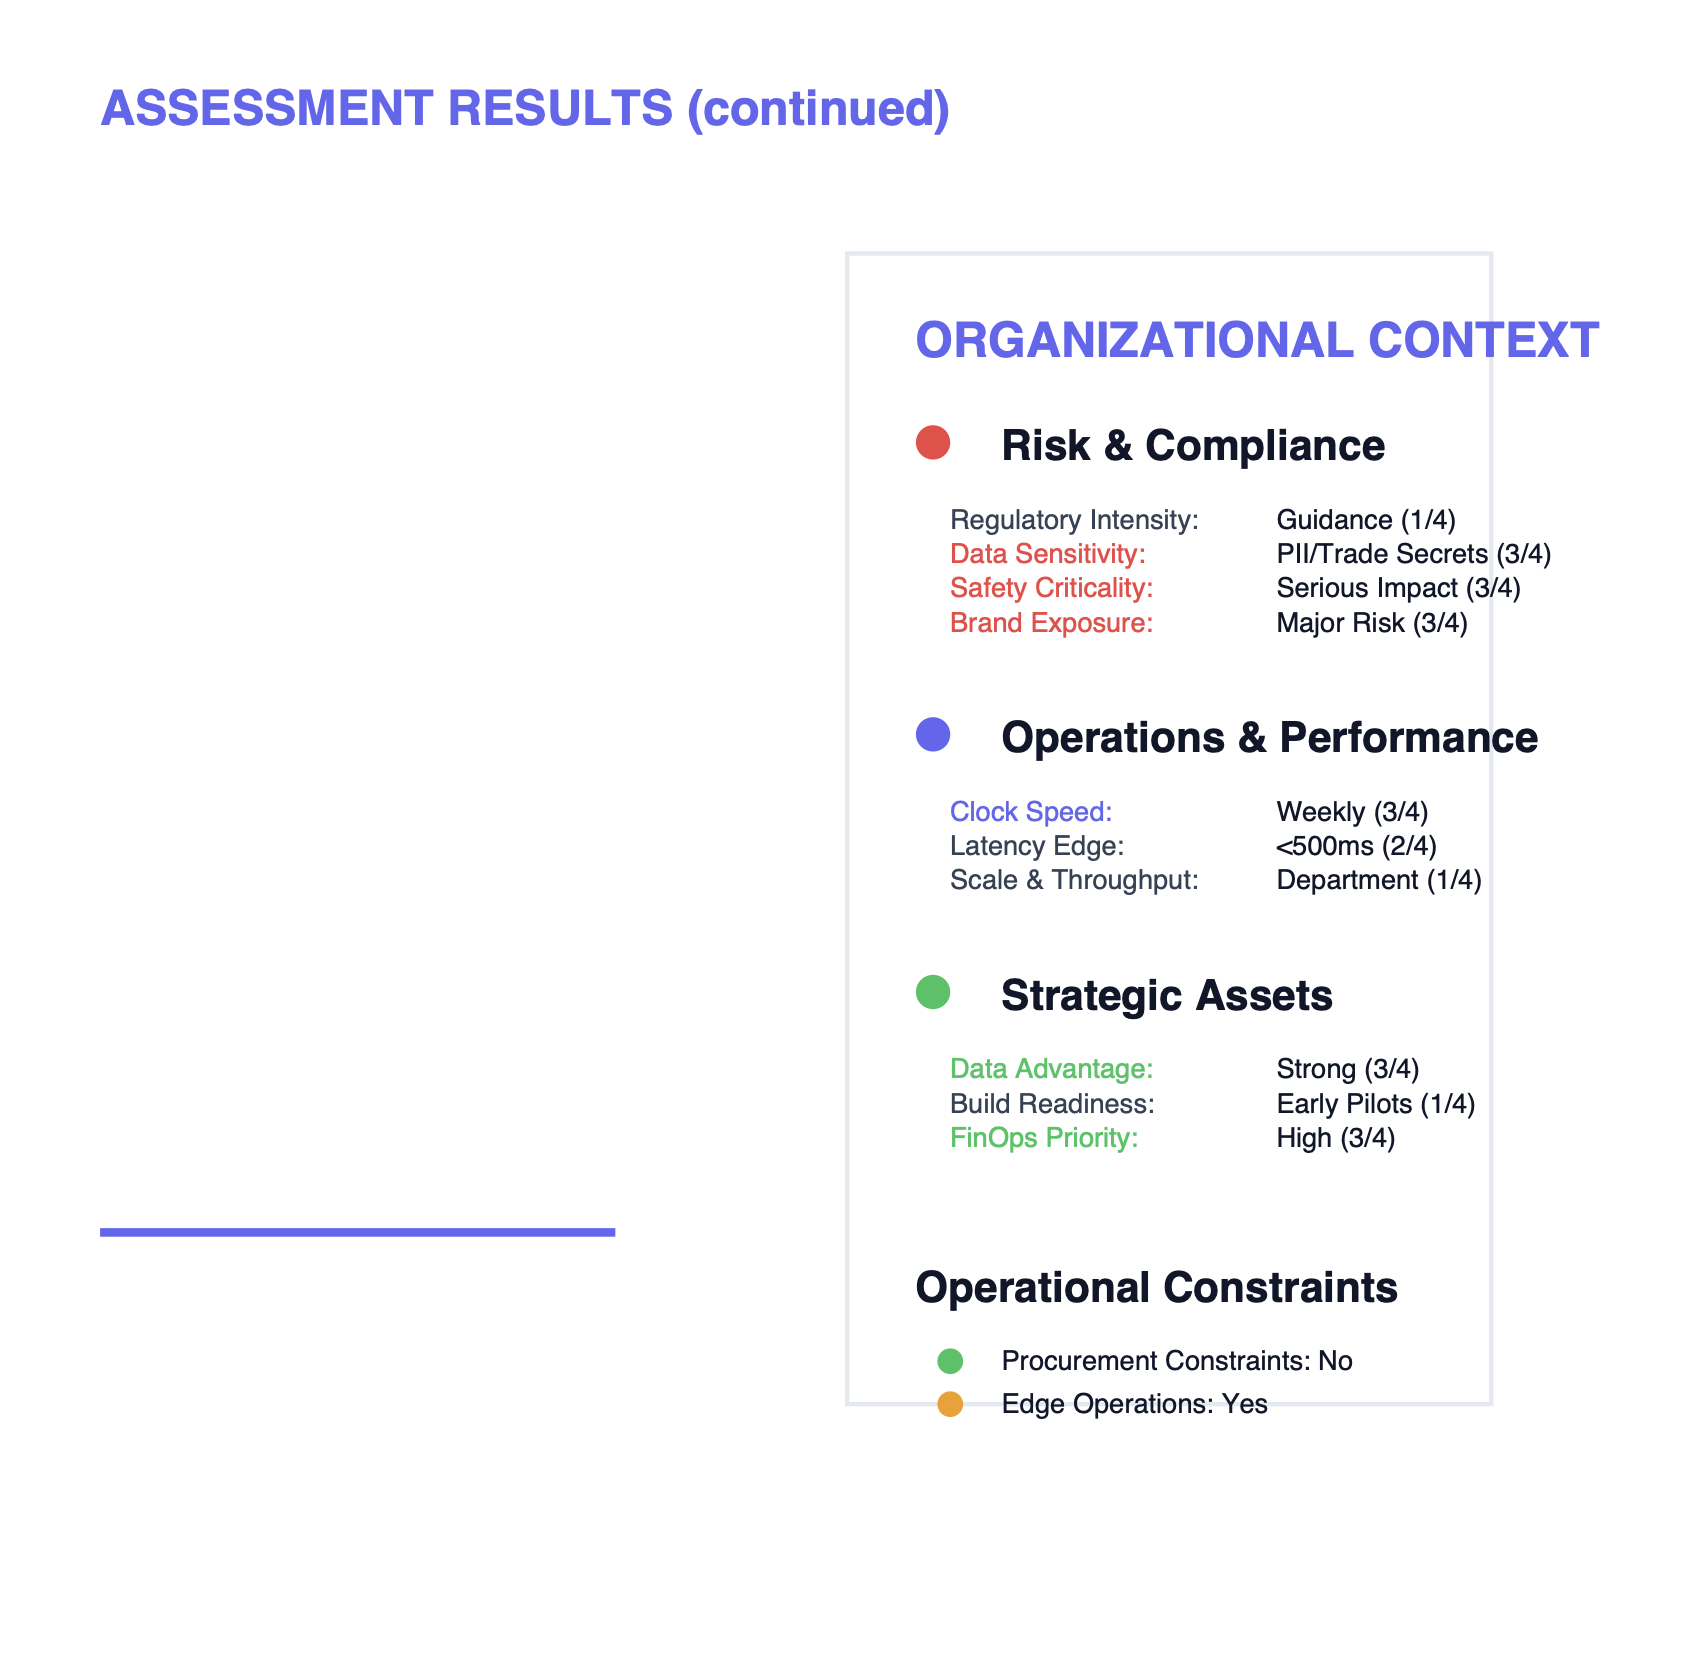 ASSESSMENT RESULTS (continued)
ORGANIZATIONAL CONTEXT
Risk & Compliance
Regulatory Intensity: Guidance (1/4)
Data Sensitivity: PII/Trade Secrets (3/4)
Safety Criticality: Serious Impact (3/4)
Brand Exposure: Major Risk (3/4)
Operations & Performance
Clock Speed: Weekly (3/4)
Latency Edge: <500ms (2/4)
Scale & Throughput: Department (1/4)
Strategic Assets
Data Advantage: Strong (3/4)
Build Readiness: Early Pilots (1/4)
FinOps Priority: High (3/4)
Operational Constraints
Procurement Constraints: No
Edge Operations: Yes